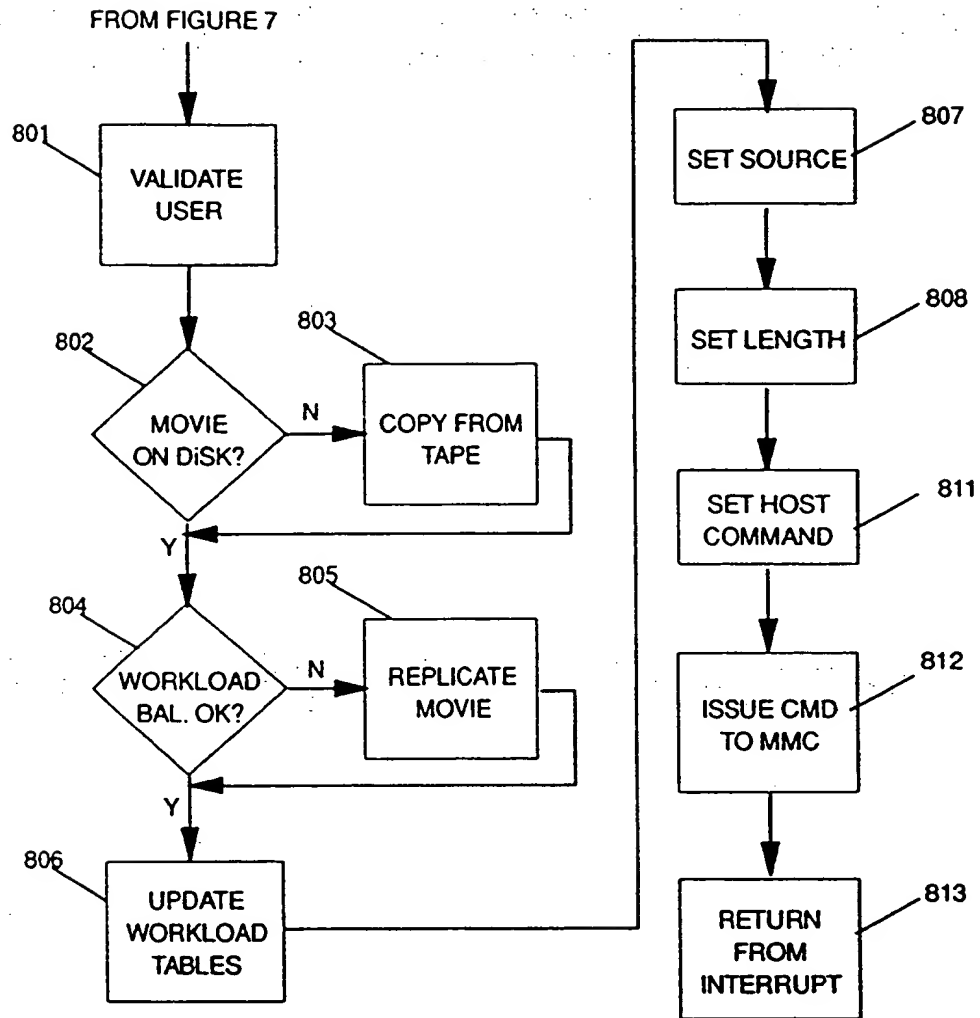 FROM FIGURE 7
801
VALIDATE
USER
802
MOVIE
ON DiSK?
N
803
COPY FROM
TAPE
Y
804
WORKLOAD
BAL. OK?
N
805
REPLICATE
MOVIE
Y
806
UPDATE
WORKLOAD
TABLES
807
SET SOURCE
808
SET LENGTH
811
SET HOST
COMMAND
812
ISSUE CMD
TO MMC
813
RETURN
FROM
INTERRUPT